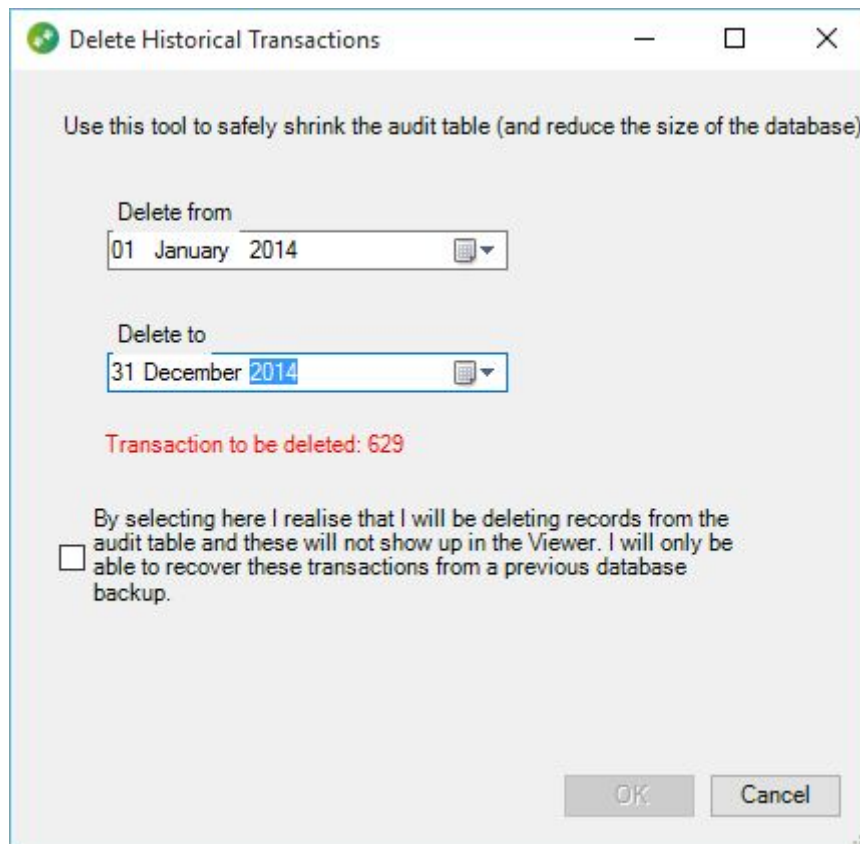 Delete Historical Transactions
Use this tool to safely shrink the audit table (and reduce the size of the database)
Delete from
01 January 2014
Delete to
31 December 2014
Transaction to be deleted: 629
By selecting here I realise that I will be deleting records from the
audit table and these will not show up in the Viewer. I will only be
able to recover these transactions from a previous database
backup.
OK Cancel